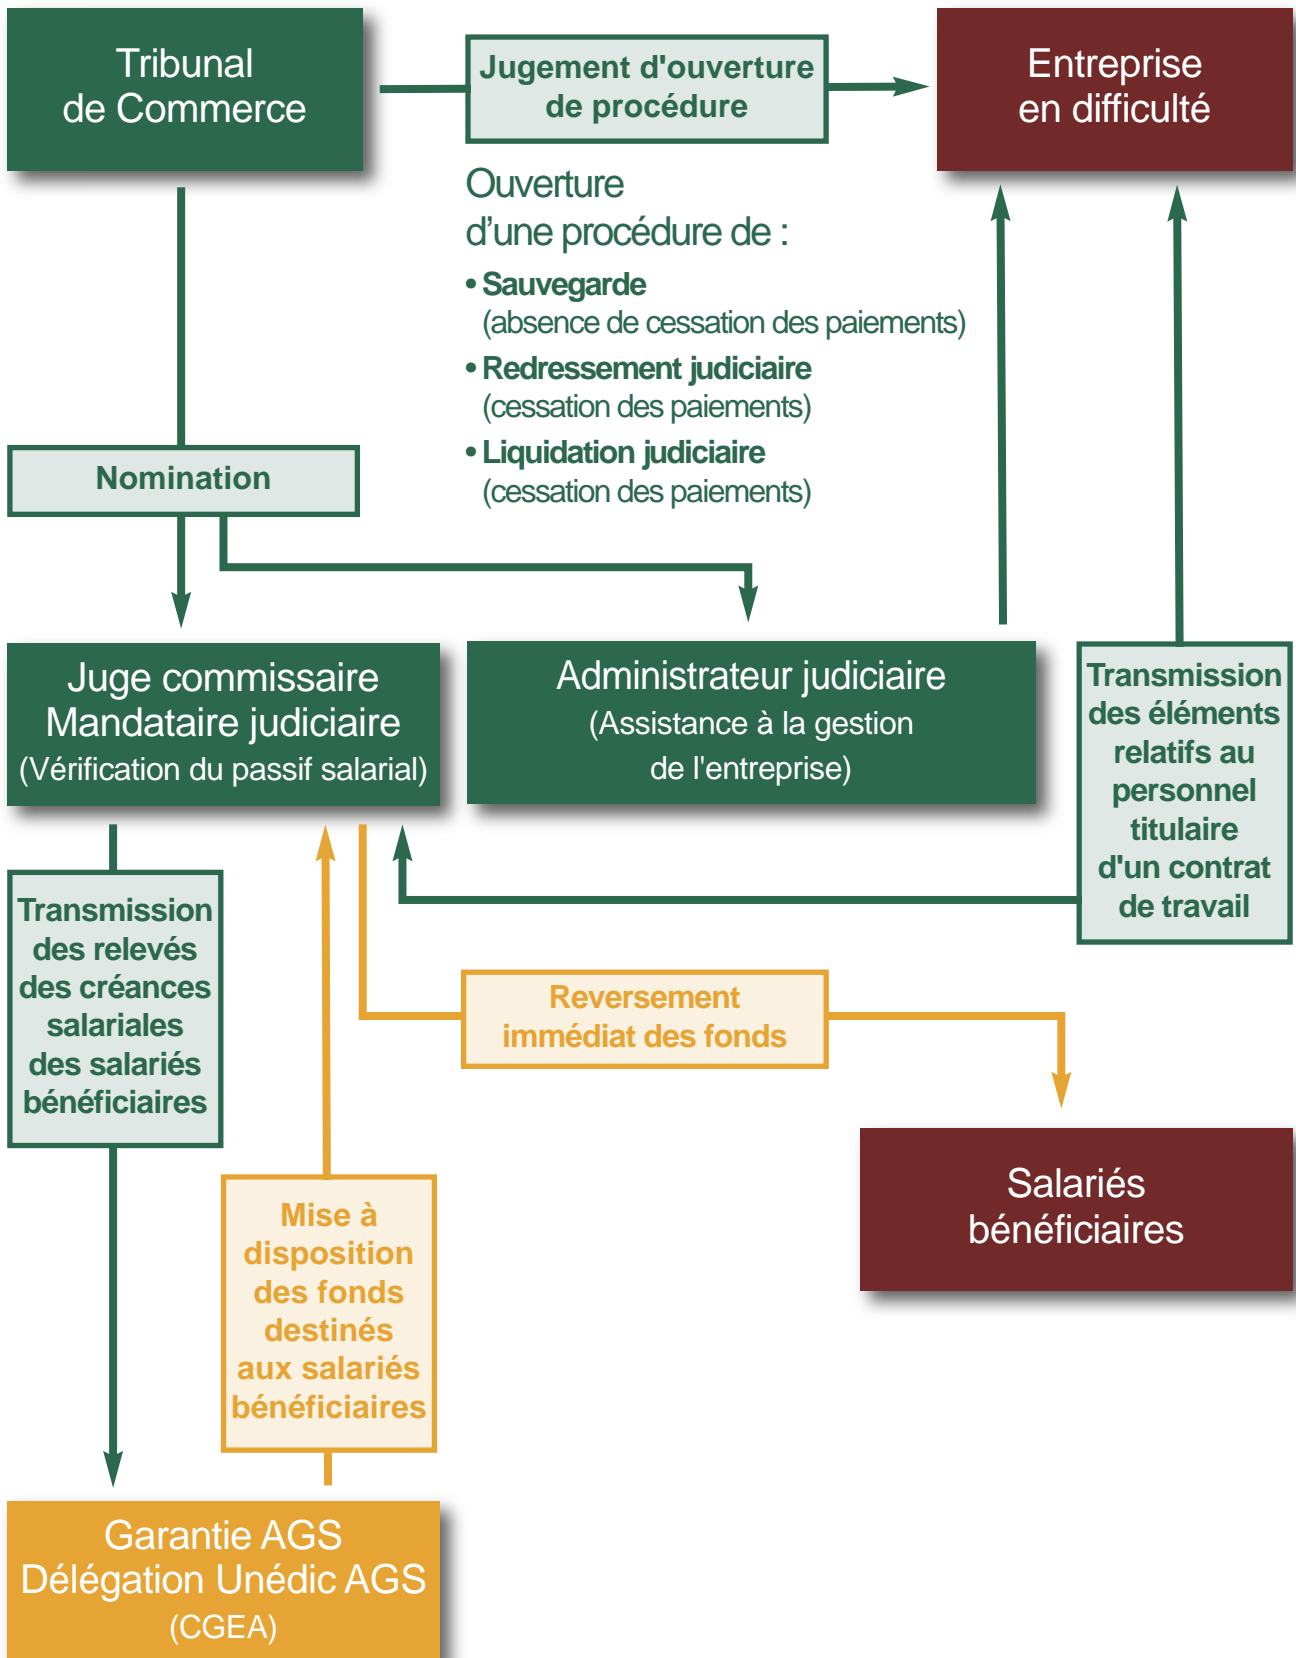 Tribunal
de Commerce
Jugement d'ouverture
de procédure
Entreprise
en difficulté
Ouverture
d’une procédure de :
• Sauvegarde
(absence de cessation des paiements)
• Redressement judiciaire
(cessation des paiements)
• Liquidation judiciaire
(cessation des paiements)
Nomination
Juge commissaire
Mandataire judiciaire
(Vérification du passif salarial)
Administrateur judiciaire
(Assistance à la gestion
de l'entreprise)
Transmission
des éléments
relatifs au
personnel
titulaire
d'un contrat
de travail
Transmission
des relevés
des créances
salariales
des salariés
bénéficiaires
Reversement
immédiat des fonds
Salariés
bénéficiaires
Mise à
disposition
des fonds
destinés
aux salariés
bénéficiaires
Garantie AGS
Délégation Unédic AGS
(CGEA)